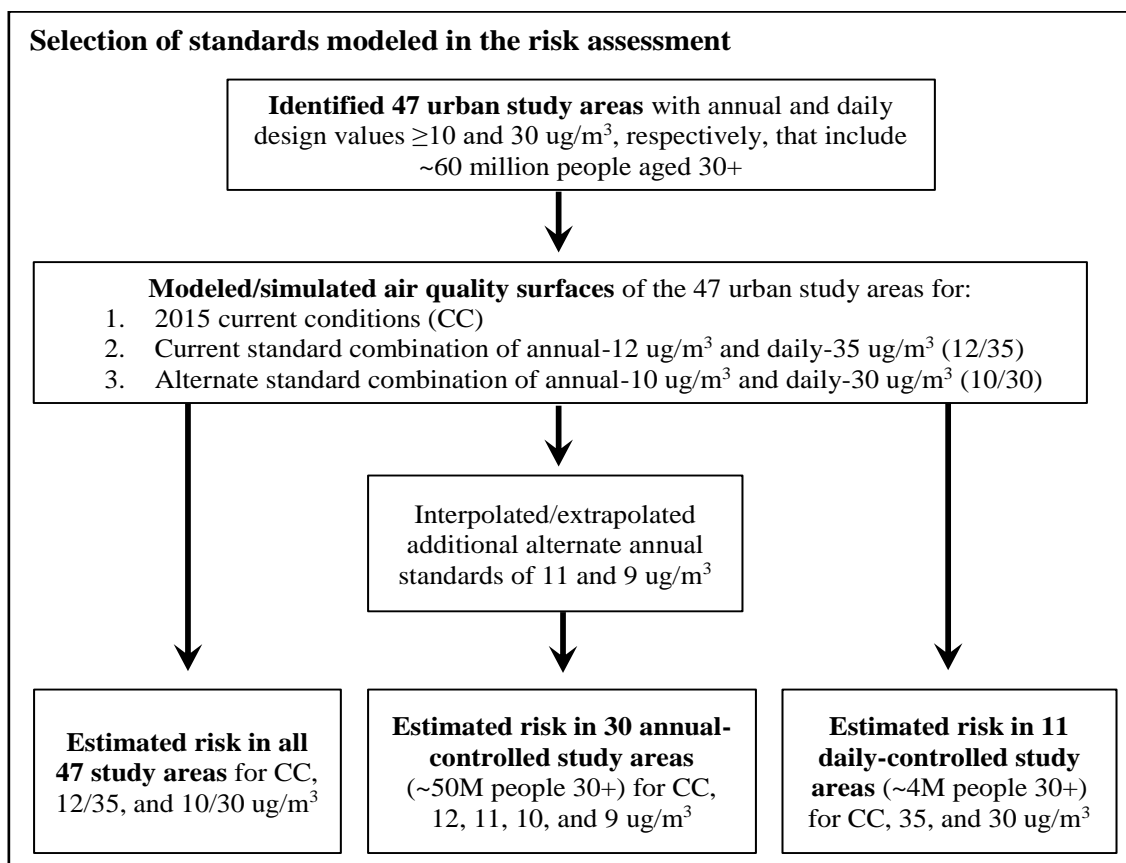 Selection of standards modeled in the risk assessment
Identified 47 urban study areas with annual and daily
design values ≥10 and 30 ug/m³, respectively, that include
~60 million people aged 30+
Modeled/simulated air quality surfaces of the 47 urban study areas for:
1. 2015 current conditions (CC)
2. Current standard combination of annual-12 ug/m³ and daily-35 ug/m³ (12/35)
3. Alternate standard combination of annual-10 ug/m³ and daily-30 ug/m³ (10/30)
Interpolated/extrapolated
additional alternate annual
standards of 11 and 9 ug/m³
Estimated risk in all
47 study areas for CC,
12/35, and 10/30 ug/m³
Estimated risk in 30 annual-
controlled study areas
(~50M people 30+) for CC,
12, 11, 10, and 9 ug/m³
Estimated risk in 11
daily-controlled study
areas (~4M people 30+)
for CC, 35, and 30 ug/m³